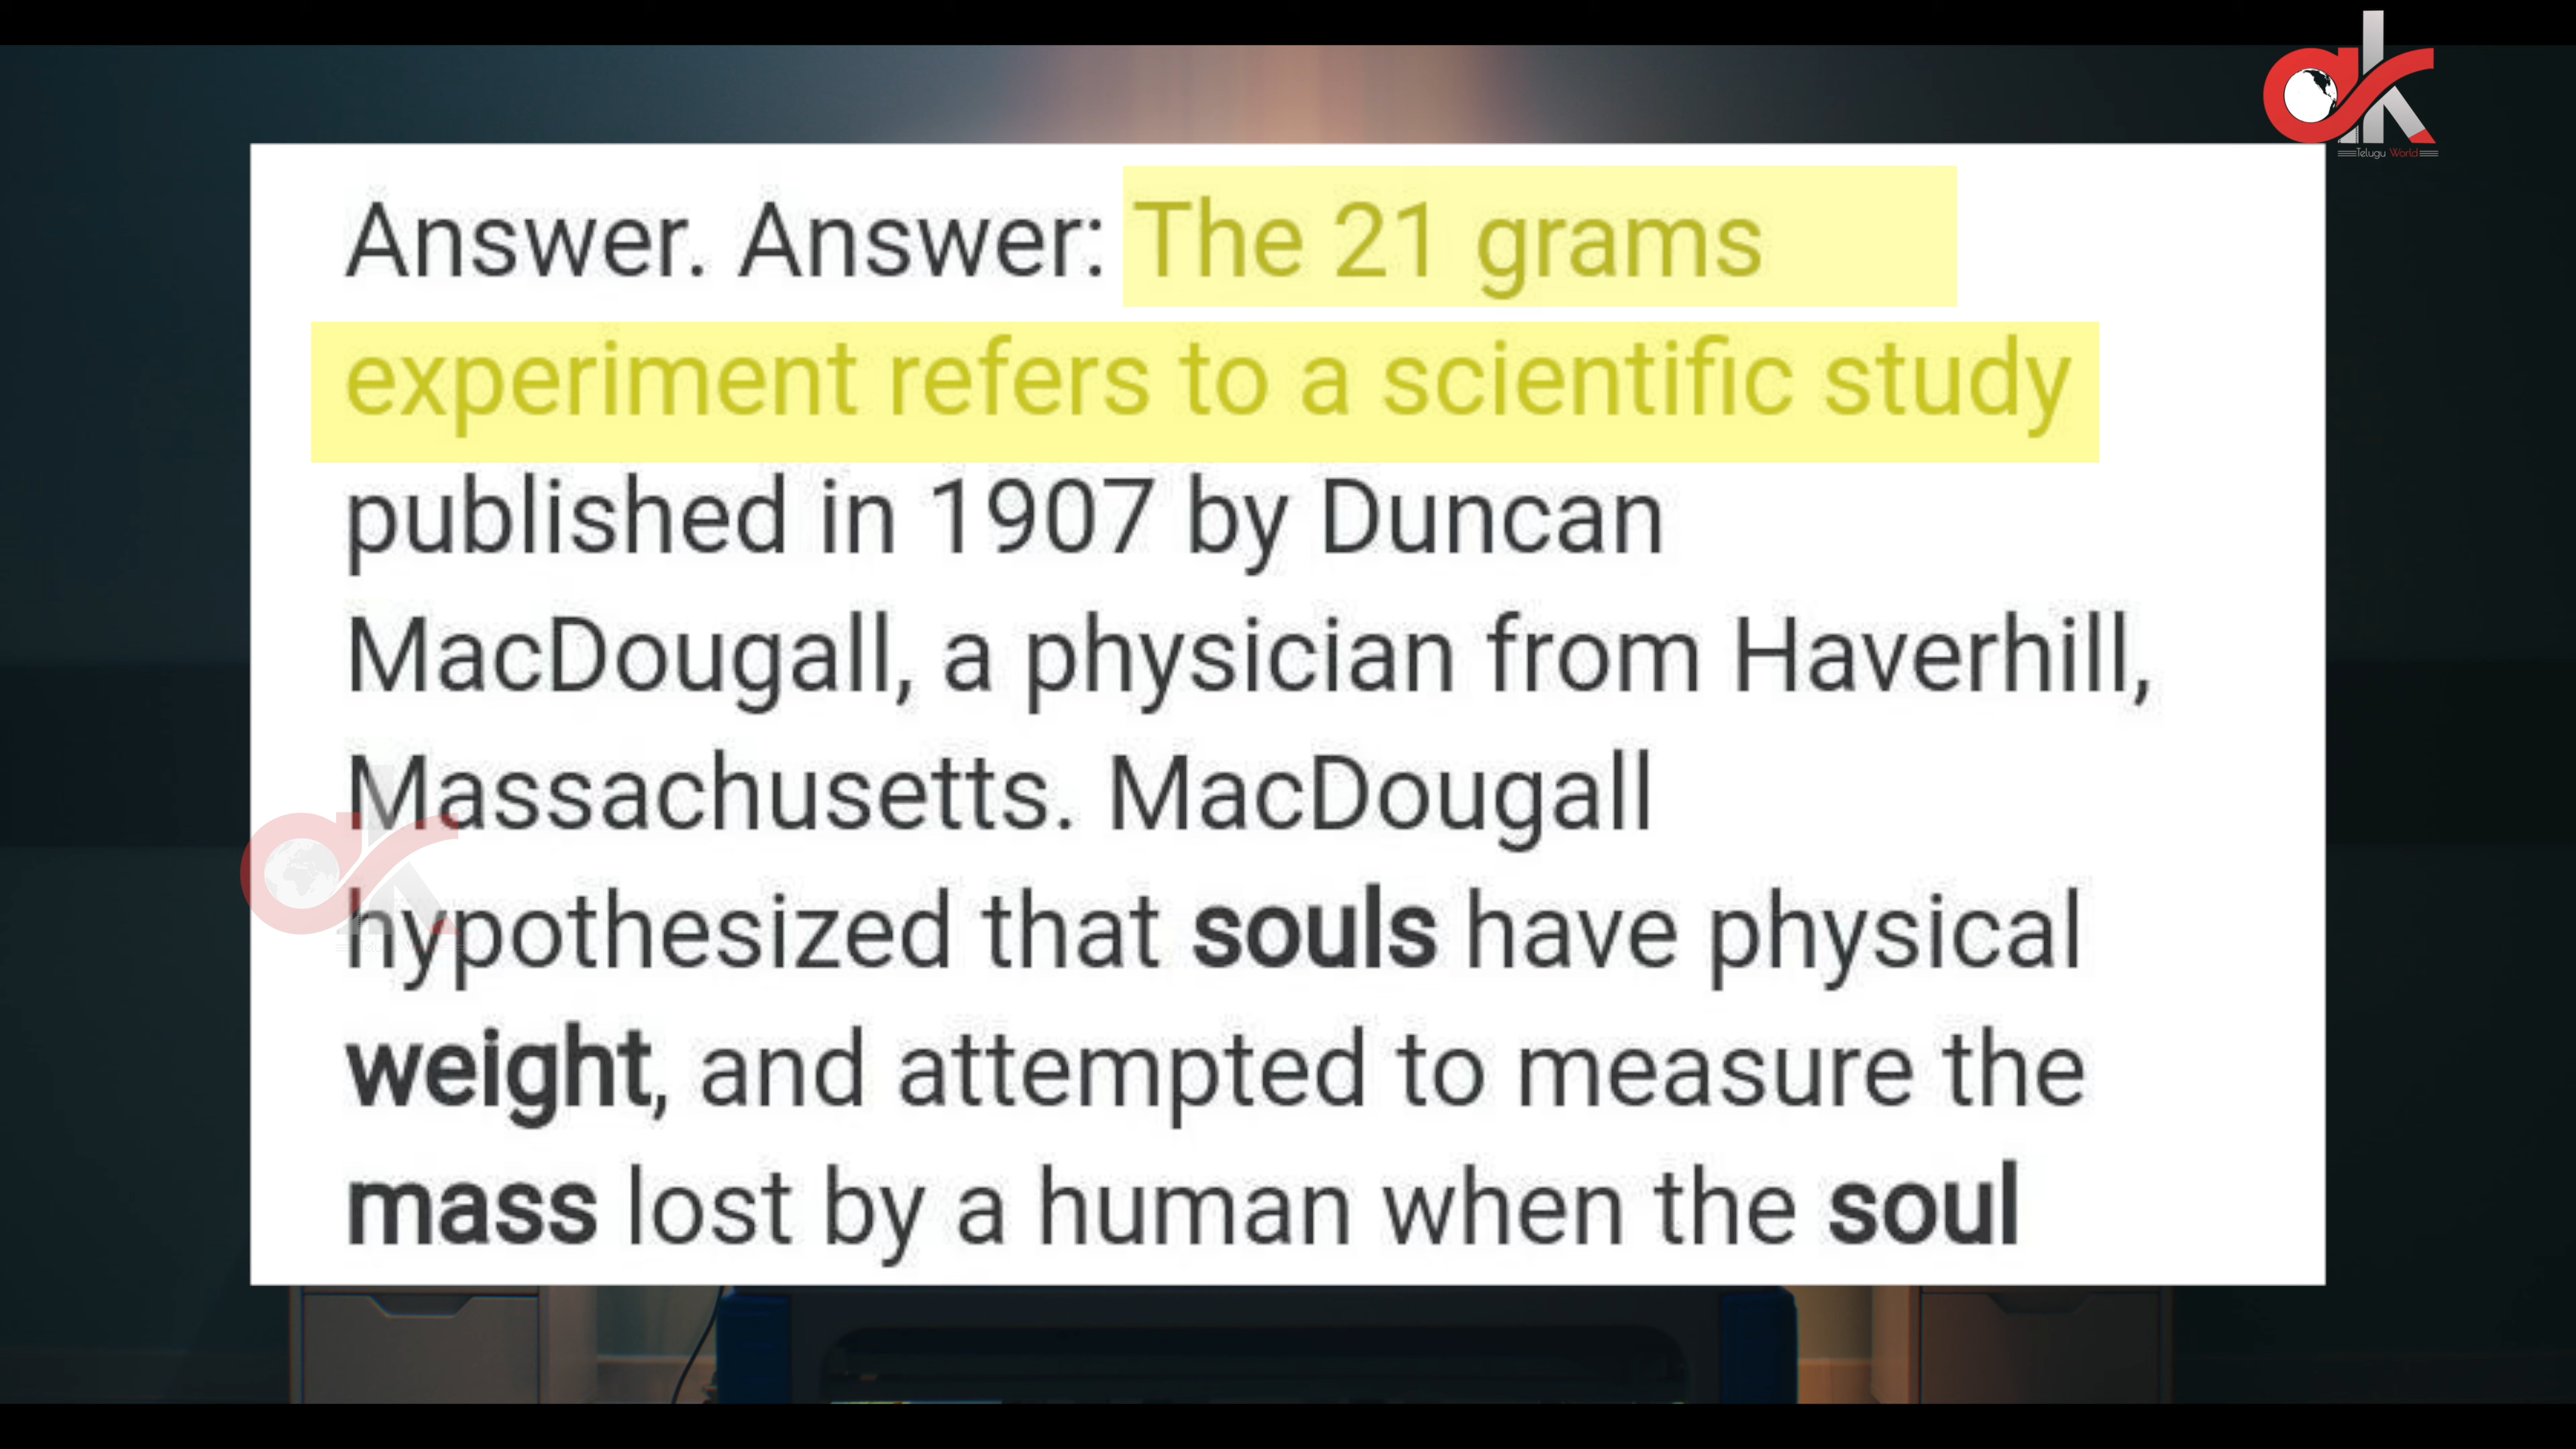 Telugu World
Answer. Answer: The 21 grams
experiment refers to a scientific study
published in 1907 by Duncan
MacDougall, a physician from Haverhill,
Massachusetts. MacDougall
hypothesized that souls have physical
weight, and attempted to measure the
mass lost by a human when the soul